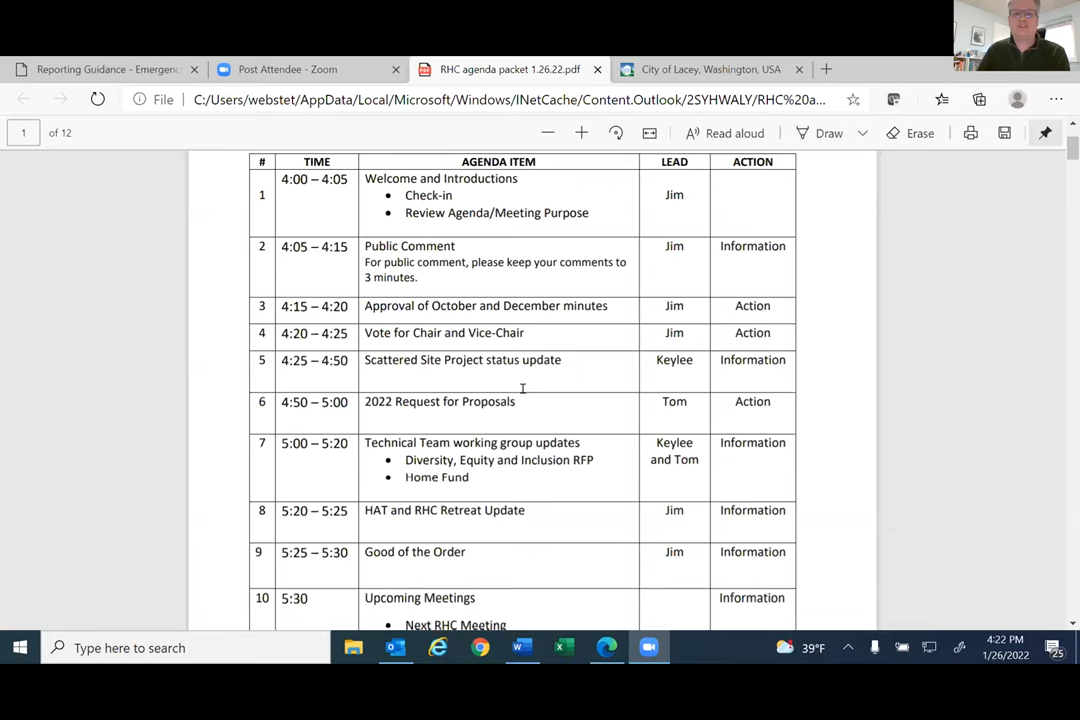 Reporting Guidance - Emergenc
Post Attendee - Zoom
RHC agenda packet 1.26.22.pdf
City of Lacey, Washington, USA
File
C:/Users/webstet/AppData/Local/Microsoft/Windows/INetCache/Content.Outlook/2SYHWALY/RHC%20a...
1 of 12
Read aloud
Draw
Erase
# TIME AGENDA ITEM LEAD ACTION
1 4:00 – 4:05 Welcome and Introductions Jim
• Check-in
• Review Agenda/Meeting Purpose
2 4:05 – 4:15 Public Comment Jim Information
For public comment, please keep your comments to
3 minutes.
3 4:15 – 4:20 Approval of October and December minutes Jim Action
4 4:20 – 4:25 Vote for Chair and Vice-Chair Jim Action
5 4:25 – 4:50 Scattered Site Project status update Keylee Information
6 4:50 – 5:00 2022 Request for Proposals Tom Action
7 5:00 – 5:20 Technical Team working group updates Keylee and Tom Information
• Diversity, Equity and Inclusion RFP
• Home Fund
8 5:20 – 5:25 HAT and RHC Retreat Update Jim Information
9 5:25 – 5:30 Good of the Order Jim Information
10 5:30 Upcoming Meetings Information
• Next RHC Meeting
Type here to search
39°F
4:22 PM
1/26/2022
25